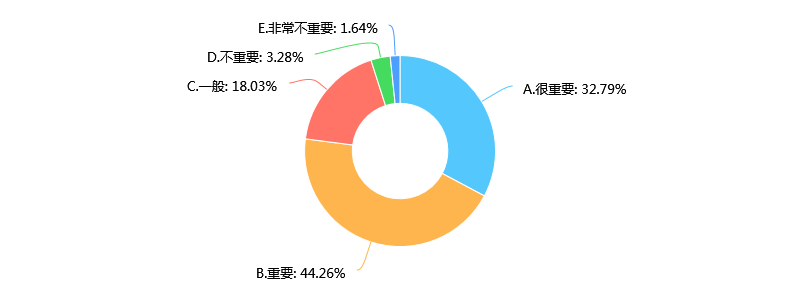 E.非常不重要: 1.64%
D.不重要: 3.28%
C.一般: 18.03%
A.很重要: 32.79%
B.重要: 44.26%